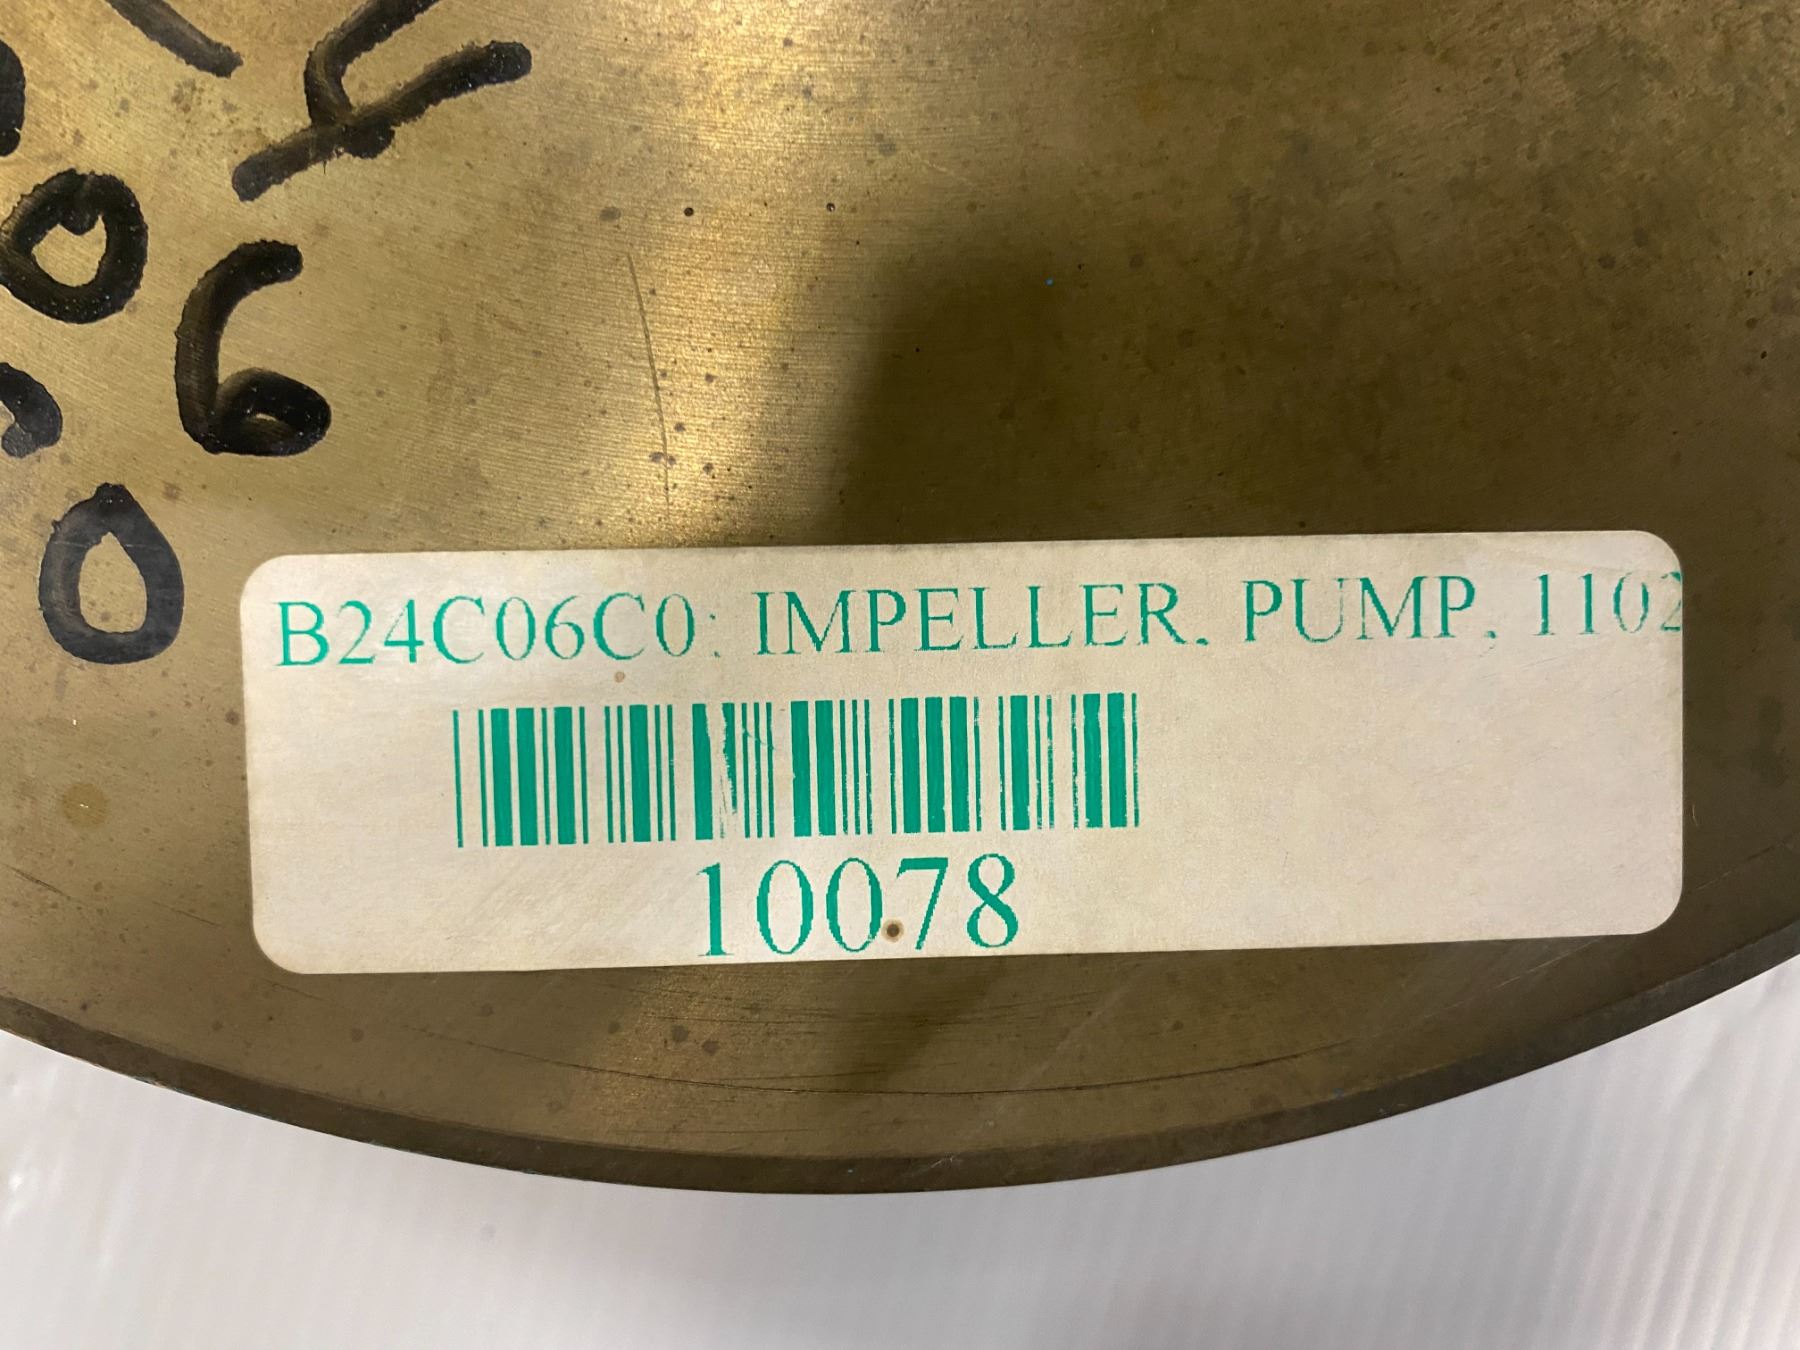 B24C06C0: IMPELLER, PUMP, 1102
10078